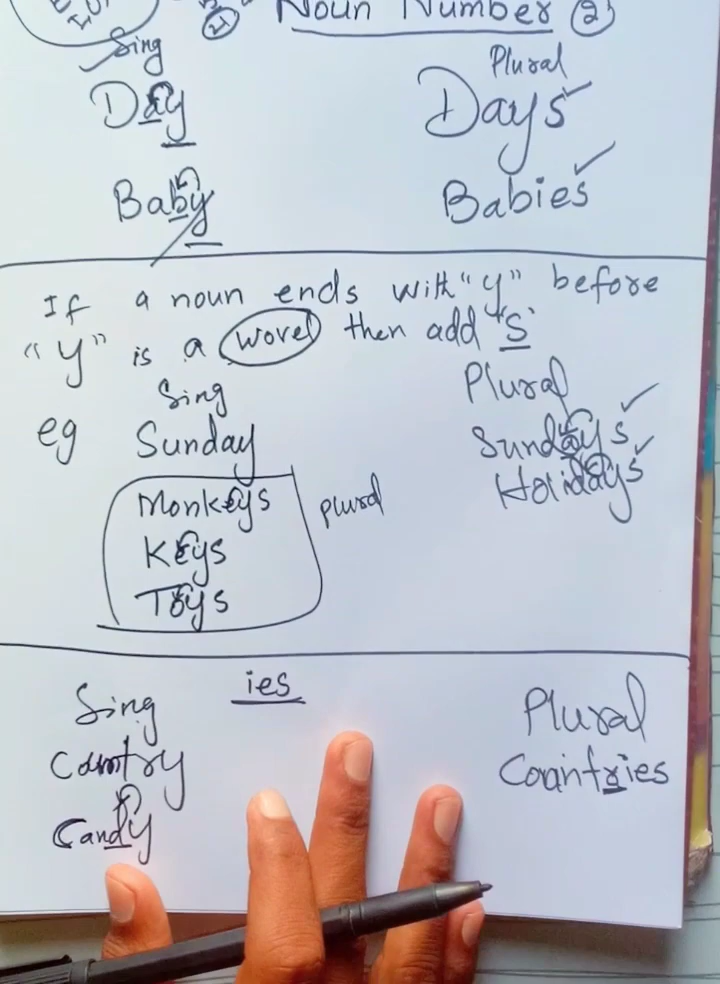 Noun Number 2
Sing Plural
Day Days
Baby Babies
If a noun ends with "y" before
"y" is a wovel then add 'S'
Sing Plural
eg Sunday Sundays
Holidays
Monkeys plural
Keys
Toys
Sing ies Plural
Country Countries
Candy